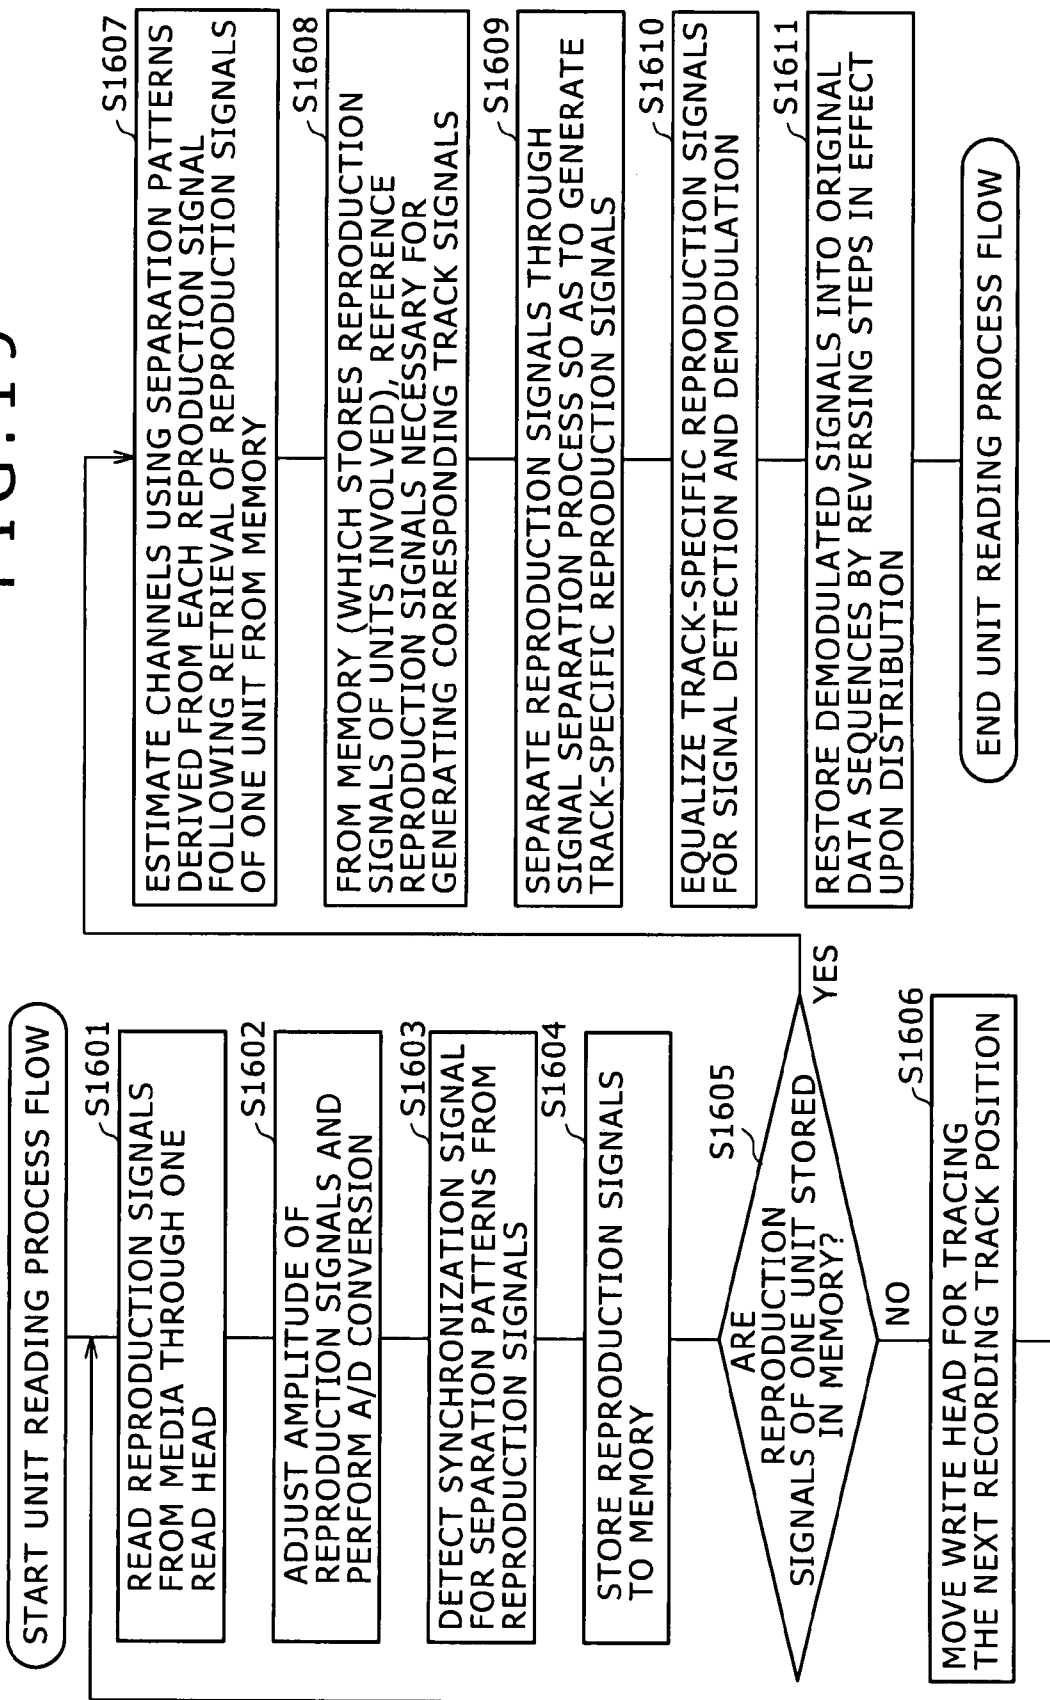 START UNIT READING PROCESS FLOW
S1601
READ REPRODUCTION SIGNALS
FROM MEDIA THROUGH ONE
READ HEAD
S1602
ADJUST AMPLITUDE OF
REPRODUCTION SIGNALS AND
PERFORM A/D CONVERSION
S1603
DETECT SYNCHRONIZATION SIGNAL
FOR SEPARATION PATTERNS FROM
REPRODUCTION SIGNALS
S1604
STORE REPRODUCTION SIGNALS
TO MEMORY
S1605
ARE
REPRODUCTION
SIGNALS OF ONE UNIT STORED
IN MEMORY?
YES
NO
S1606
MOVE WRITE HEAD FOR TRACING
THE NEXT RECORDING TRACK POSITION
S1607
ESTIMATE CHANNELS USING SEPARATION PATTERNS
DERIVED FROM EACH REPRODUCTION SIGNAL
FOLLOWING RETRIEVAL OF REPRODUCTION SIGNALS
OF ONE UNIT FROM MEMORY
S1608
FROM MEMORY (WHICH STORES REPRODUCTION
SIGNALS OF UNITS INVOLVED), REFERENCE
REPRODUCTION SIGNALS NECESSARY FOR
GENERATING CORRESPONDING TRACK SIGNALS
S1609
SEPARATE REPRODUCTION SIGNALS THROUGH
SIGNAL SEPARATION PROCESS SO AS TO GENERATE
TRACK-SPECIFIC REPRODUCTION SIGNALS
S1610
EQUALIZE TRACK-SPECIFIC REPRODUCTION SIGNALS
FOR SIGNAL DETECTION AND DEMODULATION
S1611
RESTORE DEMODULATED SIGNALS INTO ORIGINAL
DATA SEQUENCES BY REVERSING STEPS IN EFFECT
UPON DISTRIBUTION
END UNIT READING PROCESS FLOW